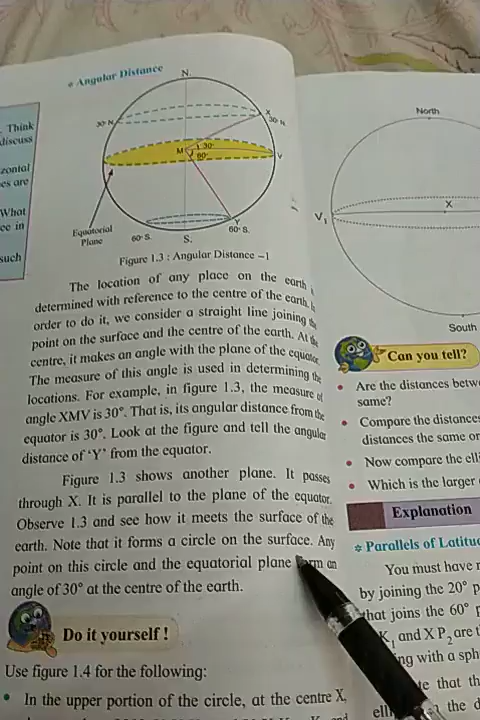 * Angular Distance
N.
30° N.
X
30° N.
M
30°
60°
V
Equatorial
Plane
60° S.
S.
Y
60° S.
Figure 1.3 : Angular Distance –1
The location of any place on the earth
determined with reference to the centre of the earth.
order to do it, we consider a straight line joining
point on the surface and the centre of the earth. At the
centre, it makes an angle with the plane of the equator.
The measure of this angle is used in determining the
locations. For example, in figure 1.3, the measure of
angle XMV is 30°. That is, its angular distance from the
equator is 30°. Look at the figure and tell the angular
distance of 'Y' from the equator.
Figure 1.3 shows another plane. It passes
through X. It is parallel to the plane of the equator.
Observe 1.3 and see how it meets the surface of the
earth. Note that it forms a circle on the surface. Any
point on this circle and the equatorial plane an
angle of 30° at the centre of the earth.
Do it yourself !
Use figure 1.4 for the following:
• In the upper portion of the circle, at the centre X,
Think
discuss
zontal
es are
What
ce in
such
North
V1
X
South
Can you tell?
• Are the distances
same?
• Compare the distances
distances the same or
• Now compare the
• Which is the larger
Explanation
* Parallels of
You must have
by joining the 20°
that joins the 60°
K1 and X P2 are
with a
that
the